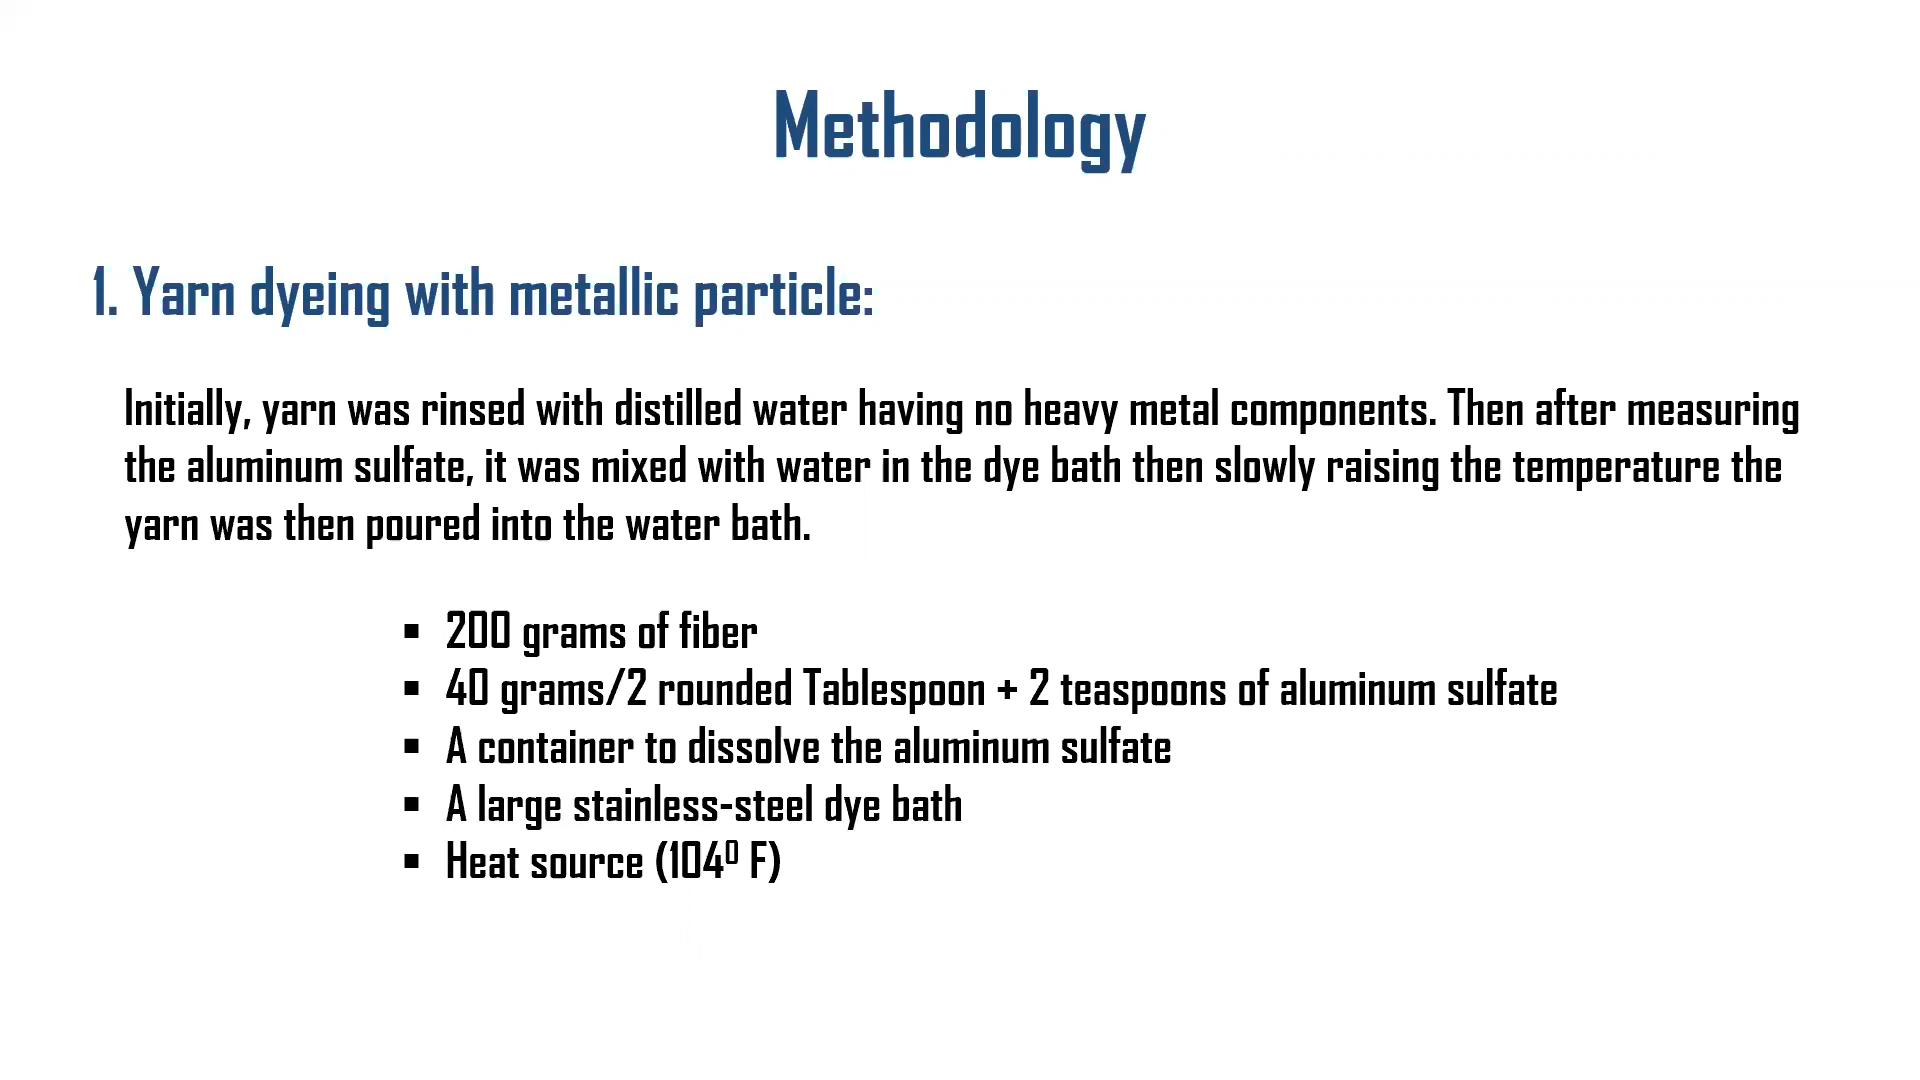 Methodology
1. Yarn dyeing with metallic particle:
Initially, yarn was rinsed with distilled water having no heavy metal components. Then after measuring
the aluminum sulfate, it was mixed with water in the dye bath then slowly raising the temperature the
yarn was then poured into the water bath.
▪ 200 grams of fiber
▪ 40 grams/2 rounded Tablespoon + 2 teaspoons of aluminum sulfate
▪ A container to dissolve the aluminum sulfate
▪ A large stainless-steel dye bath
▪ Heat source (104⁰ F)